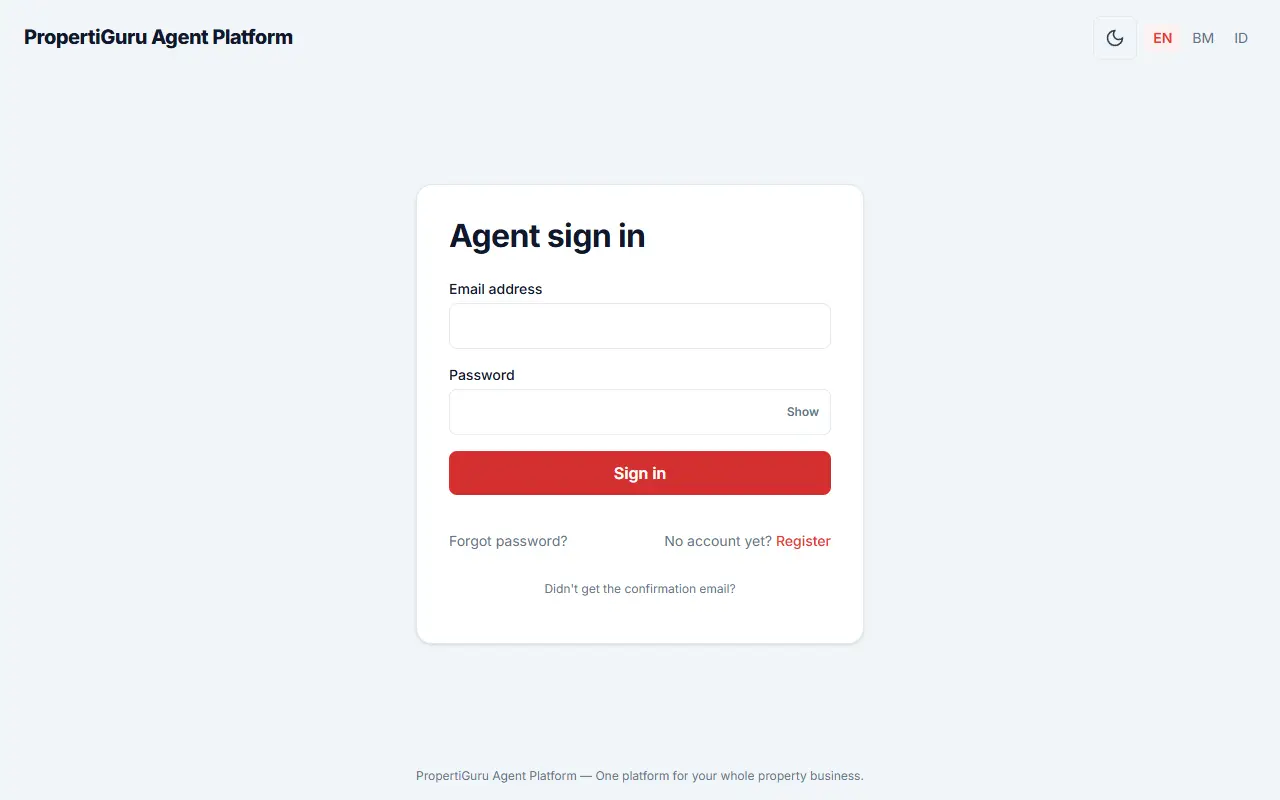 PropertiGuru Agent Platform
EN BM ID
Agent sign in
Email address
Password
Show
Sign in
Forgot password?
No account yet? Register
Didn't get the confirmation email?
PropertiGuru Agent Platform — One platform for your whole property business.